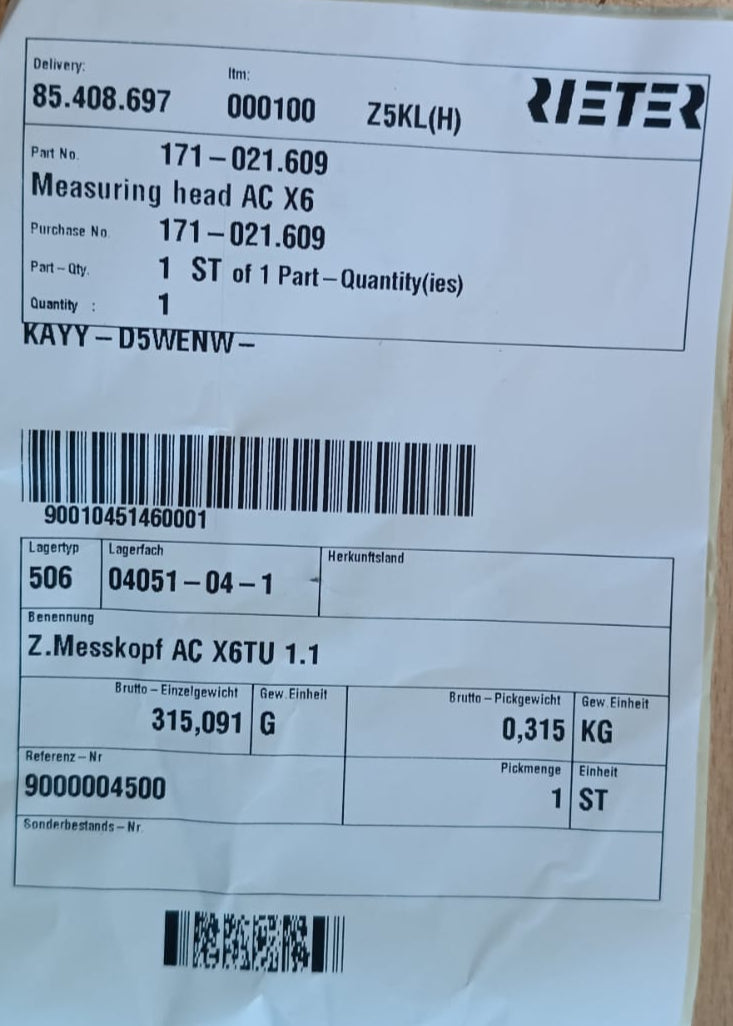 Delivery:
Itm:
85.408.697 000100 Z5KL(H) RIETER
Part No. 171-021.609
Measuring head AC X6
Purchase No. 171-021.609
Part-Qty. 1 ST of 1 Part-Quantity(ies)
Quantity : 1
KAYY-D5WENW-
90010451460001
Lagertyp Lagerfach Herkunftsland
506 04051-04-1
Benennung
Z.Messkopf AC X6TU 1.1
Brutto-Einzelgewicht Gew.Einheit Brutto-Pickgewicht Gew.Einheit
315,091 G 0,315 KG
Referenz-Nr Pickmenge Einheit
9000004500 1 ST
Sonderbestands-Nr.